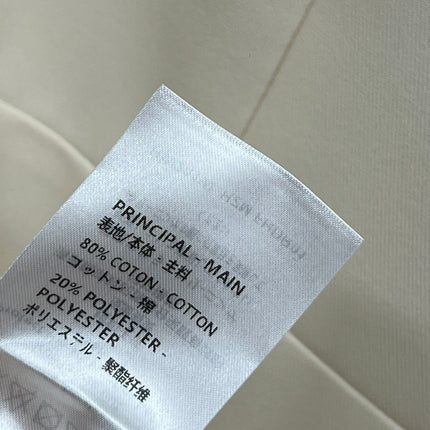 PRINCIPAL - MAIN
表地/本体 : 主料
80% COTON : COTTON
コットン - 棉
20% POLYESTER -
POLYESTER
ポリエステル - 聚酯纤维